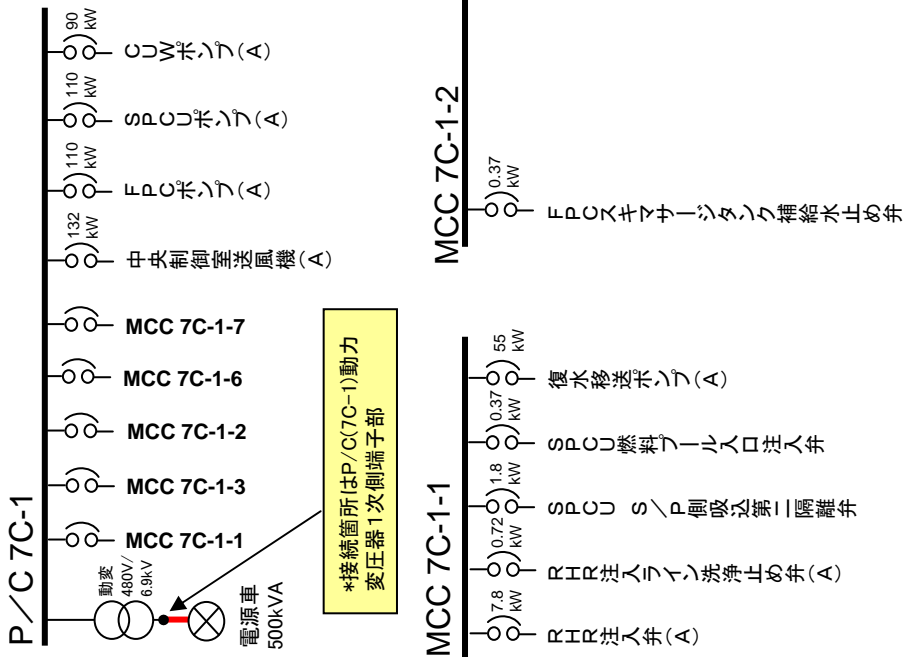 P/C 7C-1
動変
480V/
6.9kV
電源車
500kVA
MCC 7C-1-1
MCC 7C-1-3
MCC 7C-1-2
MCC 7C-1-6
MCC 7C-1-7
132
kW
中央制御室送風機(A)
110
kW
FPCポンプ(A)
110
kW
SPCUポンプ(A)
90
kW
CUWポンプ(A)
*接続箇所はP/C(7C-1)動力
変圧器1次側端子部
MCC 7C-1-1
7.8
kW
RHR注入弁(A)
0.72
kW
RHR注入ライン洗浄止め弁(A)
1.8
kW
SPCU S/P側吸込第二隔離弁
0.37
kW
SPCU燃料プール入口注入弁
55
kW
復水移送ポンプ(A)
MCC 7C-1-2
0.37
kW
FPCスキマサージタンク補給水止め弁